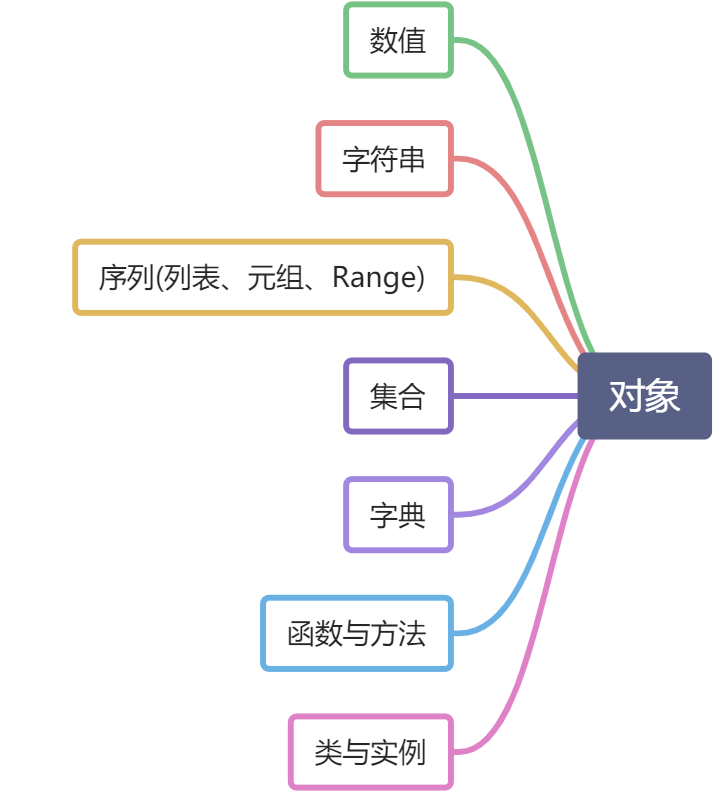 数值
字符串
序列(列表、元组、Range)
集合
对象
字典
函数与方法
类与实例